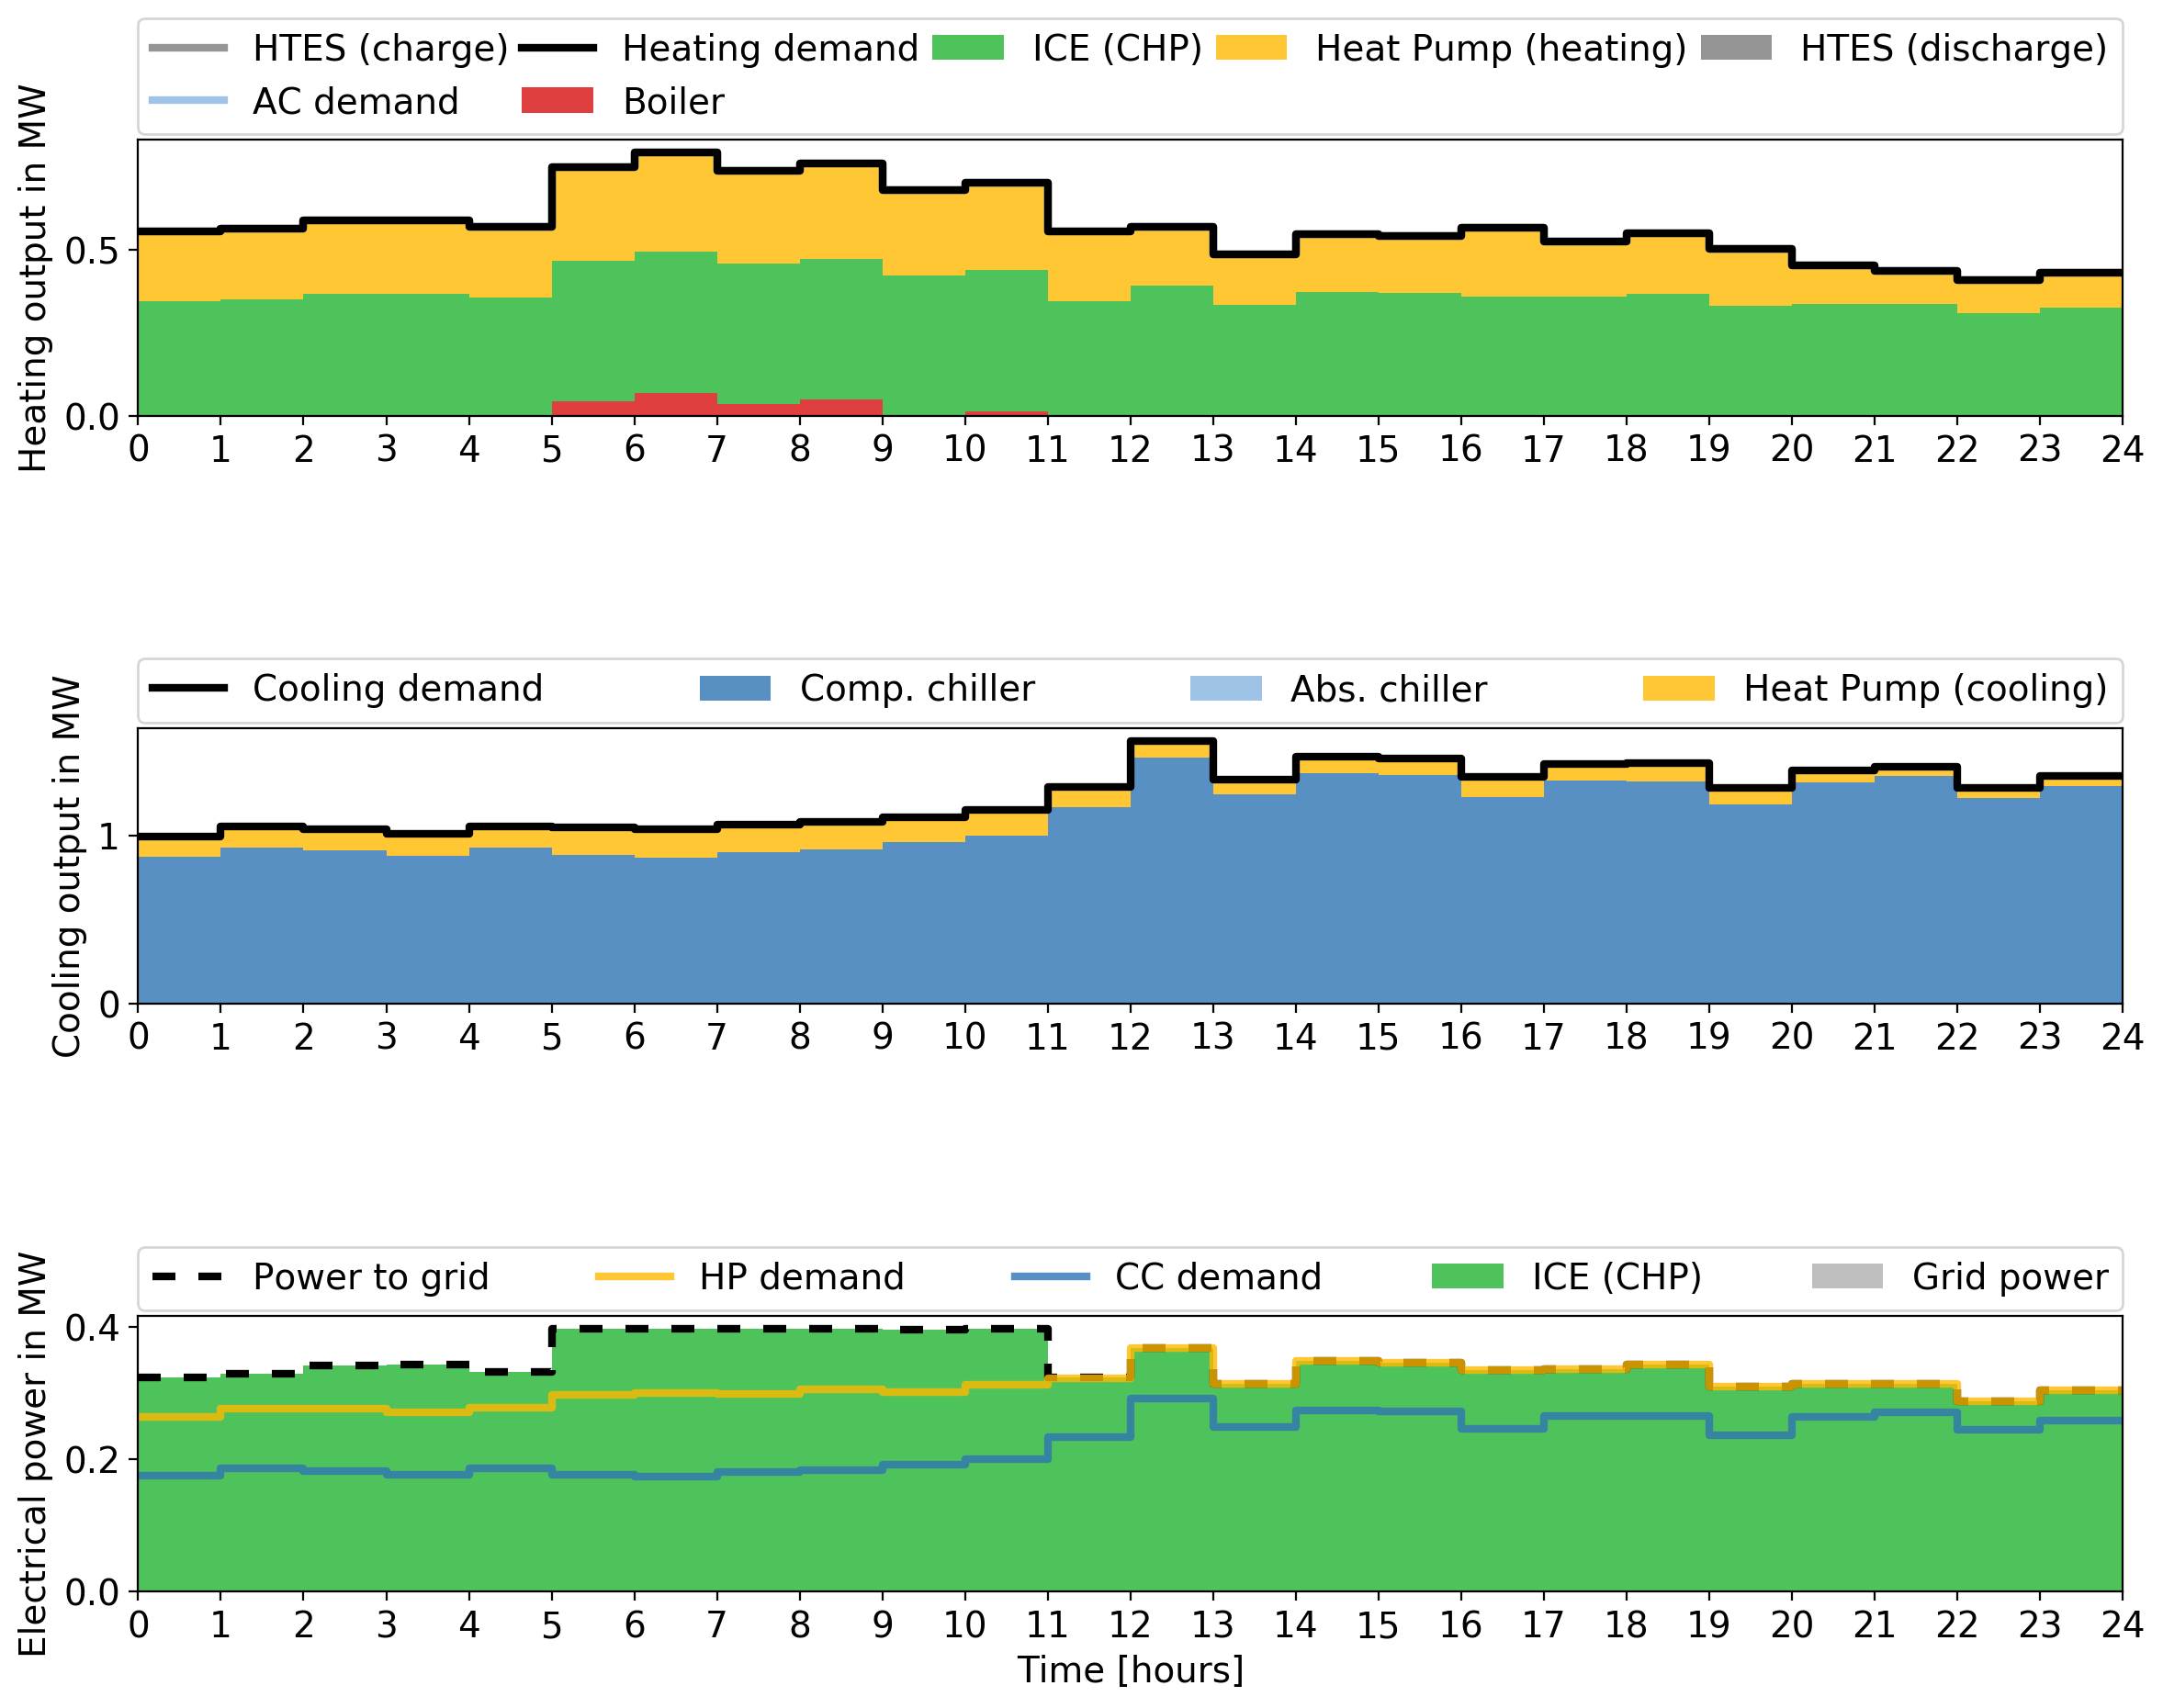 HTES (charge) Heating demand ICE (CHP) Heat Pump (heating) HTES (discharge)
AC demand Boiler
Heating output in MW
0.5
0.0
0 1 2 3 4 5 6 7 8 9 10 11 12 13 14 15 16 17 18 19 20 21 22 23 24
Cooling demand Comp. chiller Abs. chiller Heat Pump (cooling)
Cooling output in MW
1
0
0 1 2 3 4 5 6 7 8 9 10 11 12 13 14 15 16 17 18 19 20 21 22 23 24
Power to grid HP demand CC demand ICE (CHP) Grid power
Electrical power in MW
0.4
0.2
0.0
0 1 2 3 4 5 6 7 8 9 10 11 12 13 14 15 16 17 18 19 20 21 22 23 24
Time [hours]